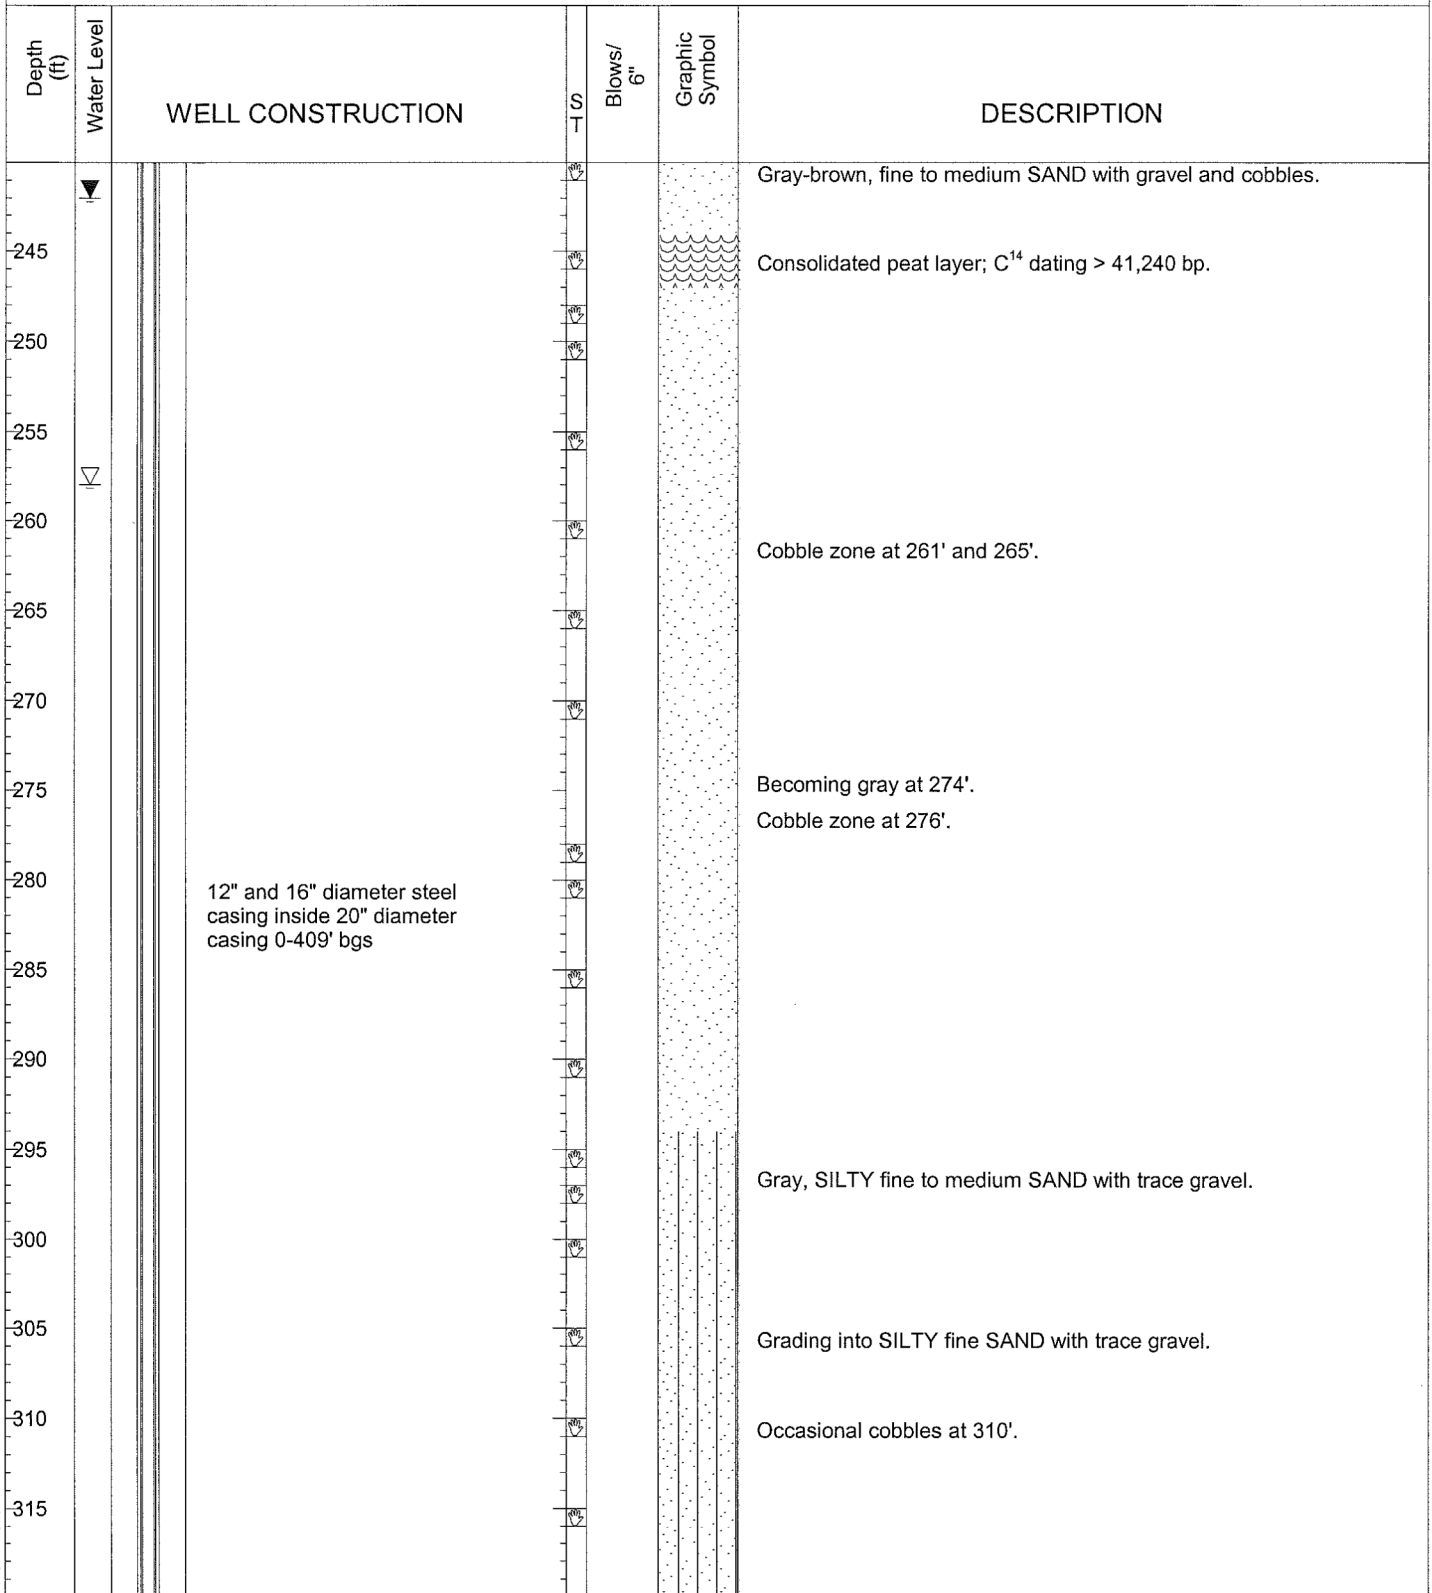 Depth
(ft)
Water Level
WELL CONSTRUCTION
S
T
Blows/
6"
Graphic
Symbol
DESCRIPTION
Gray-brown, fine to medium SAND with gravel and cobbles.
245
Consolidated peat layer; C¹⁴ dating > 41,240 bp.
250
255
260
Cobble zone at 261' and 265'.
265
270
275
Becoming gray at 274'.
Cobble zone at 276'.
280
12" and 16" diameter steel
casing inside 20" diameter
casing 0-409' bgs
285
290
295
Gray, SILTY fine to medium SAND with trace gravel.
300
305
Grading into SILTY fine SAND with trace gravel.
310
Occasional cobbles at 310'.
315